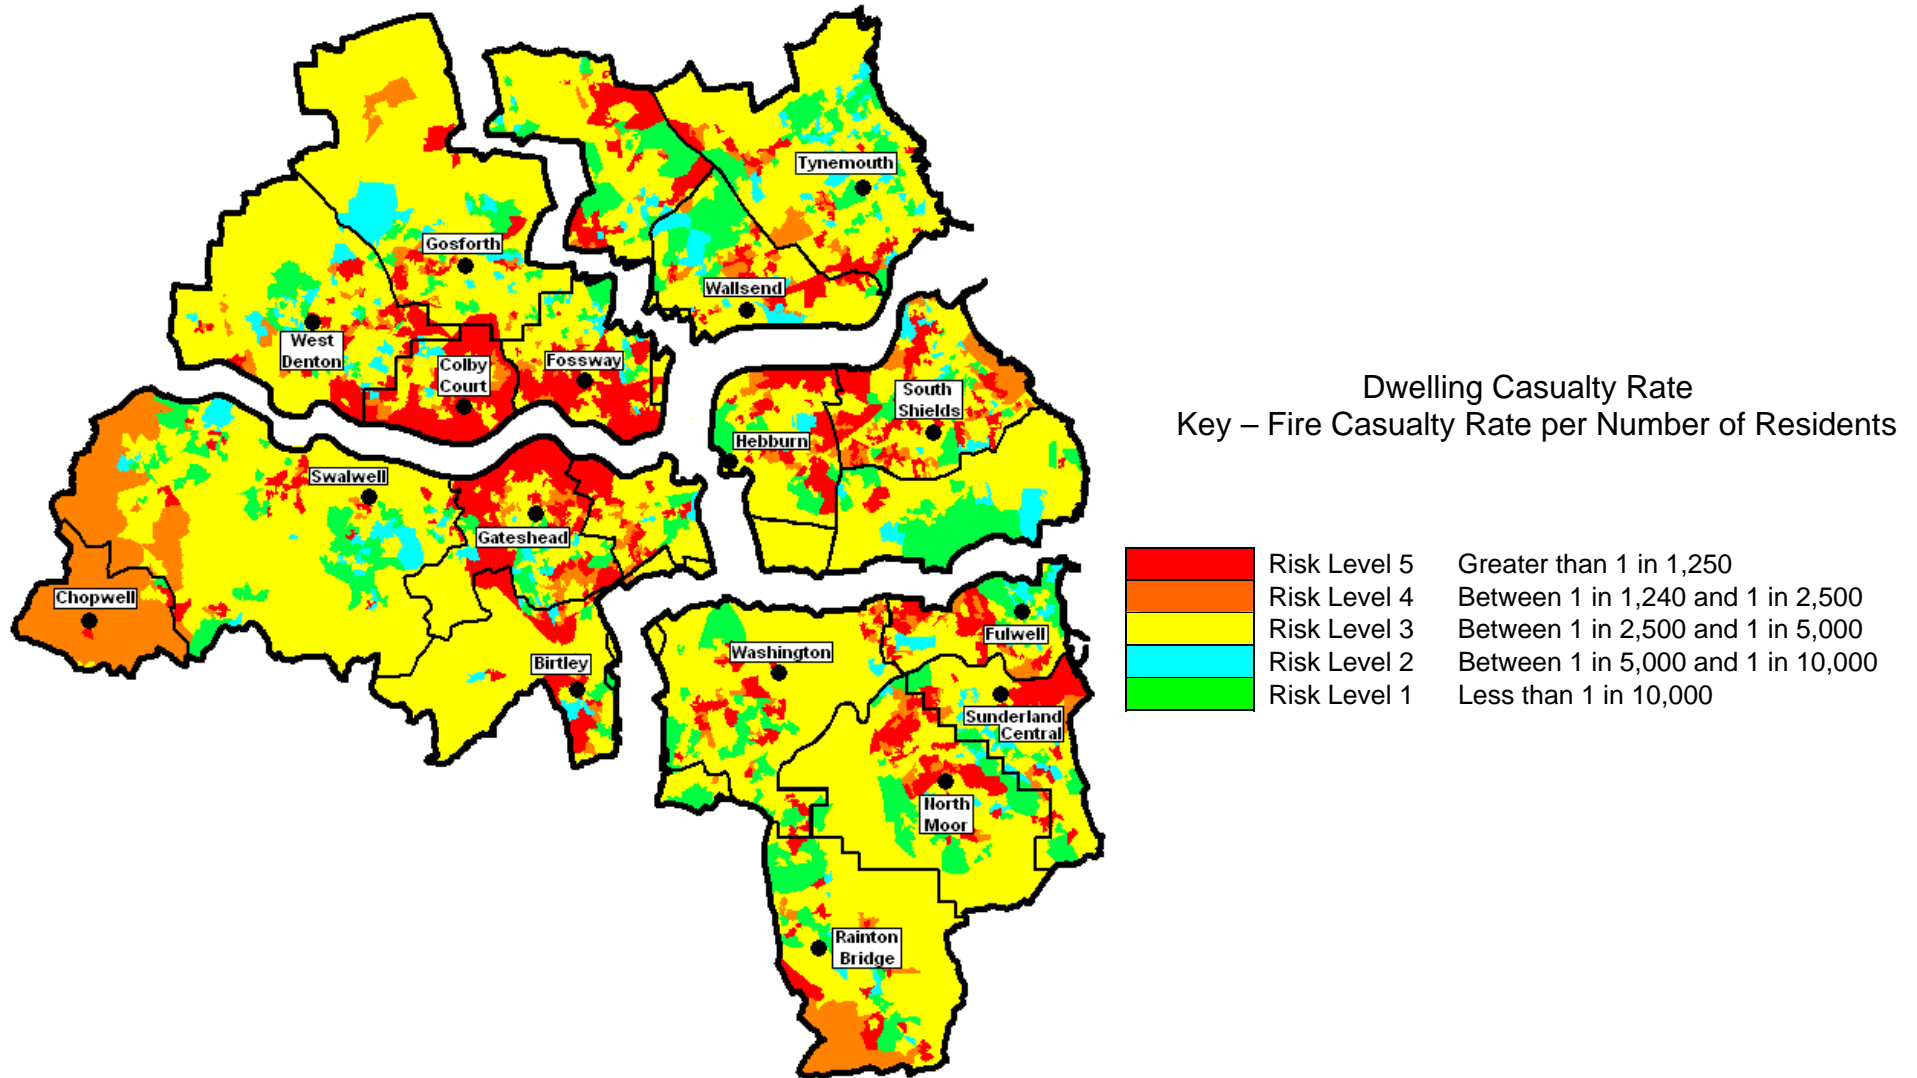 Tynemouth
Gosforth
Wallsend
West
Denton
Colby
Court
Fossway
South
Shields
Hebburn
Swalwell
Gateshead
Chopwell
Fulwell
Washington
Birtley
Sunderland
Central
North
Moor
Rainton
Bridge
Dwelling Casualty Rate
Key – Fire Casualty Rate per Number of Residents
Risk Level 5 Greater than 1 in 1,250
Risk Level 4 Between 1 in 1,240 and 1 in 2,500
Risk Level 3 Between 1 in 2,500 and 1 in 5,000
Risk Level 2 Between 1 in 5,000 and 1 in 10,000
Risk Level 1 Less than 1 in 10,000